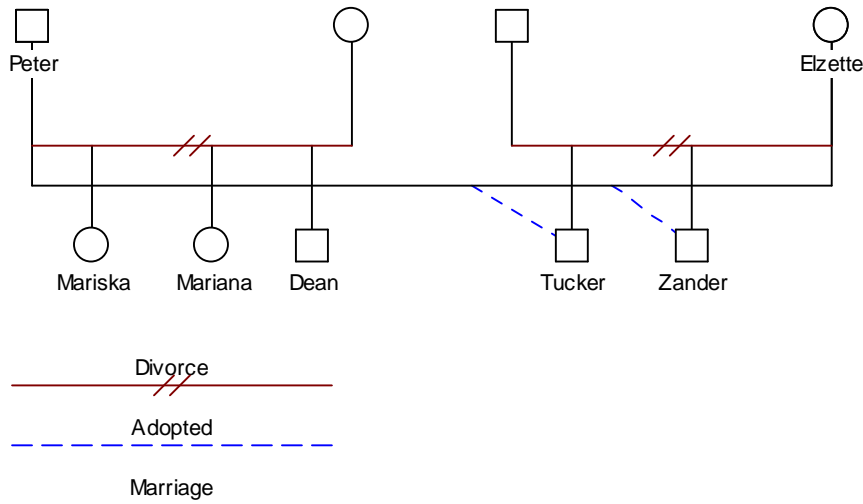 Peter
Elzette
Mariska
Mariana
Dean
Tucker
Zander
Divorce
Adopted
Marriage